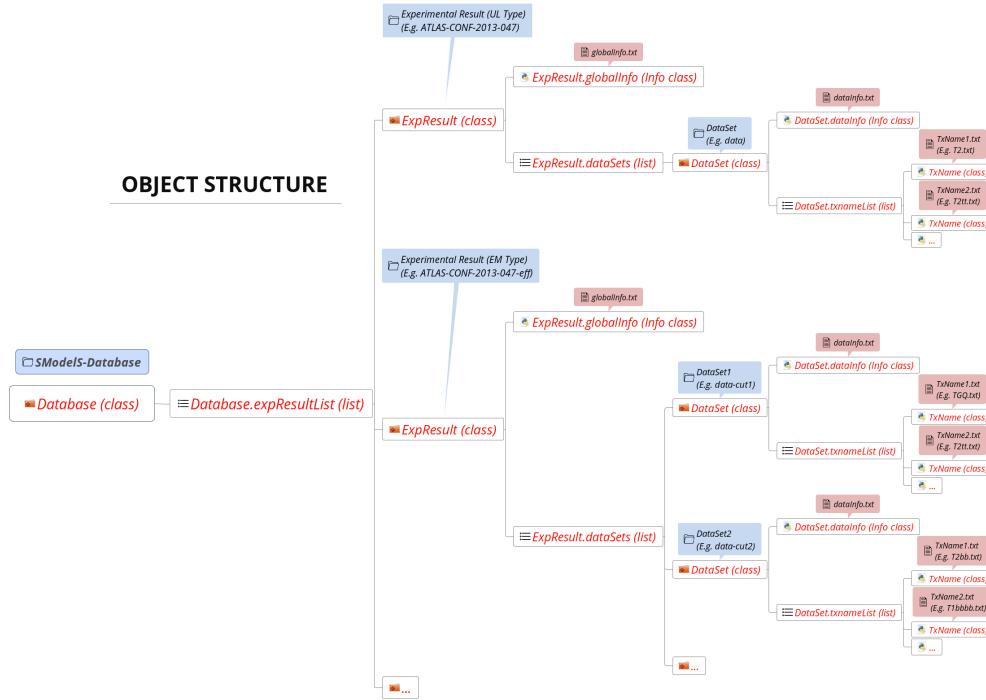 Experimental Result (UL Type)
(E.g. ATLAS-CONF-2013-047)
globalInfo.txt
ExpResult.globalInfo (Info class)
dataInfo.txt
ExpResult (class)
DataSet
(E.g. data)
DataSet.dataInfo (Info class)
TxName1.txt
(E.g. T2.txt)
ExpResult.dataSets (list)
DataSet (class)
TxName (class
OBJECT STRUCTURE
TxName2.txt
(E.g. T2tt.txt)
DataSet.txnameList (list)
TxName (class
...
Experimental Result (EM Type)
(E.g. ATLAS-CONF-2013-047-eff)
globalInfo.txt
ExpResult.globalInfo (Info class)
dataInfo.txt
SModelS-Database
DataSet.dataInfo (Info class)
DataSet1
(E.g. data-cut1)
TxName1.txt
(E.g. TGQ.txt)
Database (class)
Database.expResultList (list)
DataSet (class)
TxName (class
ExpResult (class)
TxName2.txt
(E.g. T2tt.txt)
DataSet.txnameList (list)
TxName (class
...
dataInfo.txt
DataSet.dataInfo (Info class)
ExpResult.dataSets (list)
DataSet2
(E.g. data-cut2)
TxName1.txt
(E.g. T2bb.txt)
DataSet (class)
TxName (class
TxName2.txt
(E.g. T1bbbb.txt)
DataSet.txnameList (list)
TxName (class
...
...
...